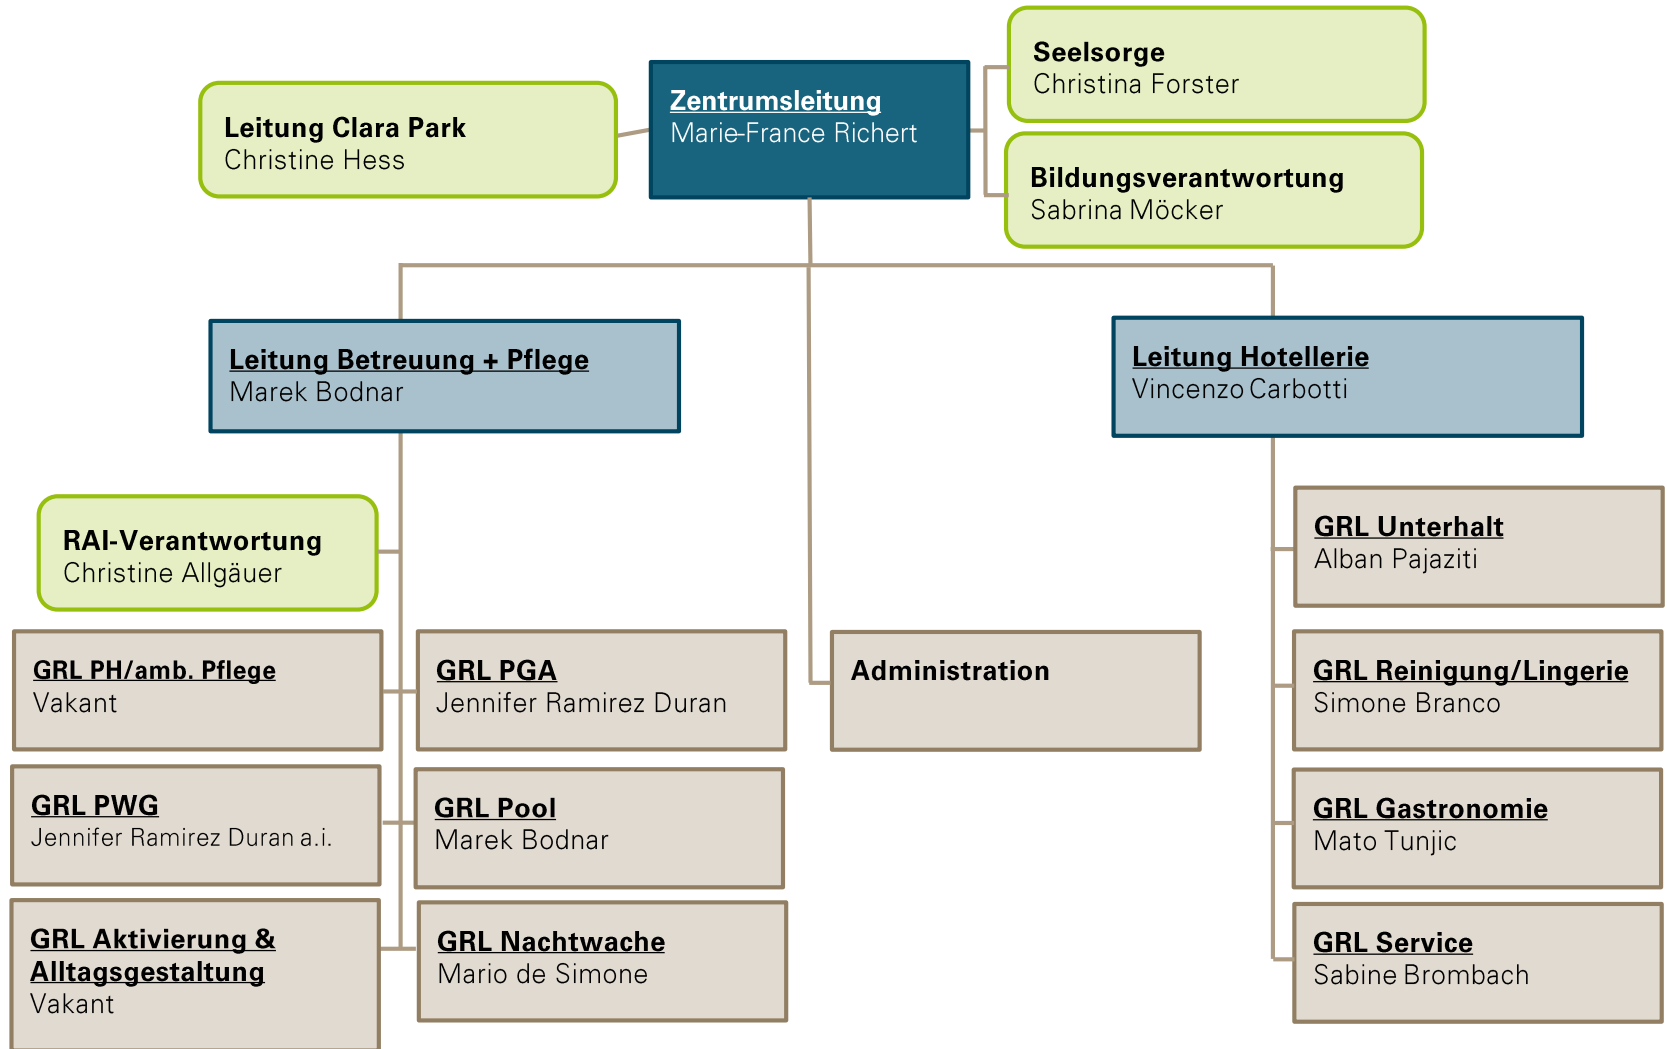 Seelsorge
Christina Forster
Zentrumsleitung
Marie-France Richert
Leitung Clara Park
Christine Hess
Bildungsverantwortung
Sabrina Möcker
Leitung Betreuung + Pflege
Marek Bodnar
Leitung Hotellerie
Vincenzo Carbotti
RAI-Verantwortung
Christine Allgäuer
GRL Unterhalt
Alban Pajaziti
GRL PH/amb. Pflege
Vakant
GRL PGA
Jennifer Ramirez Duran
Administration
GRL Reinigung/Lingerie
Simone Branco
GRL PWG
Jennifer Ramirez Duran a.i.
GRL Pool
Marek Bodnar
GRL Gastronomie
Mato Tunjic
GRL Aktivierung &
Alltagsgestaltung
Vakant
GRL Nachtwache
Mario de Simone
GRL Service
Sabine Brombach